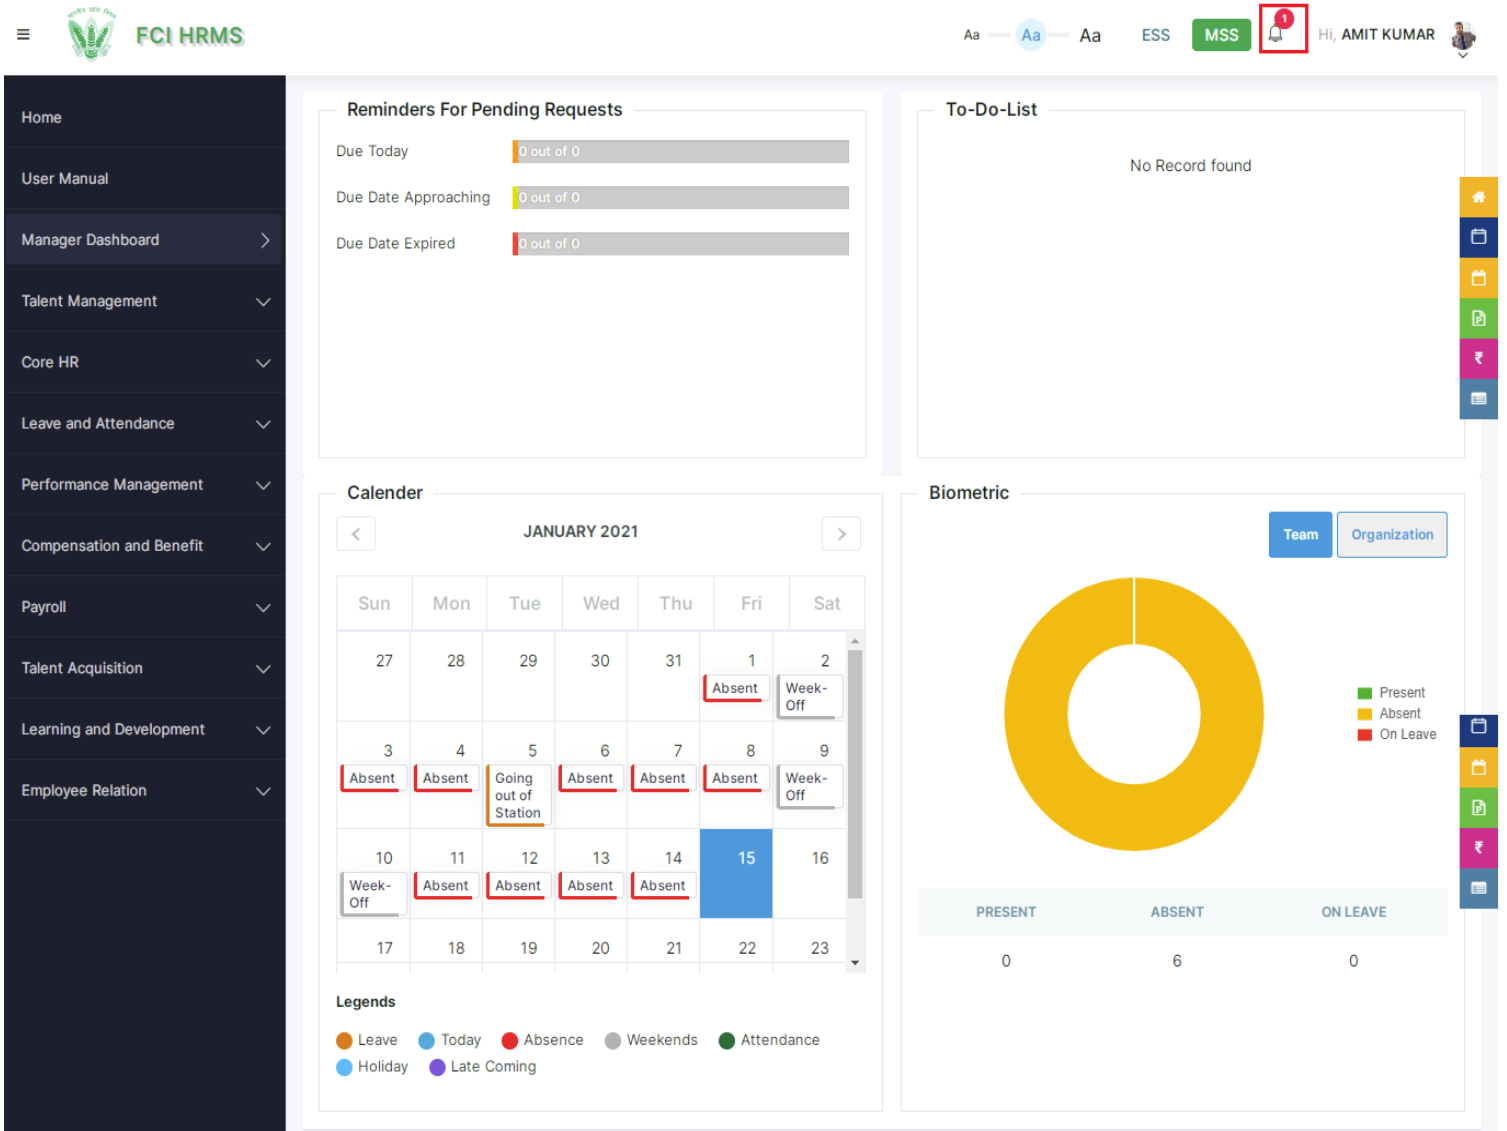 FCI HRMS
Aa Aa Aa ESS MSS 1 Hi, AMIT KUMAR
Home
User Manual
Manager Dashboard
Talent Management
Core HR
Leave and Attendance
Performance Management
Compensation and Benefit
Payroll
Talent Acquisition
Learning and Development
Employee Relation
Reminders For Pending Requests
Due Today 0 out of 0
Due Date Approaching 0 out of 0
Due Date Expired 0 out of 0
To-Do-List
No Record found
Calender
JANUARY 2021
Sun Mon Tue Wed Thu Fri Sat
27 28 29 30 31 1 2
Absent Week-
Off
3 4 5 6 7 8 9
Absent Absent Going Absent Absent Absent Week-
out of Off
Station
10 11 12 13 14 15 16
Week- Absent Absent Absent Absent
Off
17 18 19 20 21 22 23
Legends
Leave Today Absence Weekends Attendance
Holiday Late Coming
Biometric
Team Organization
Present
Absent
On Leave
PRESENT ABSENT ON LEAVE
0 6 0